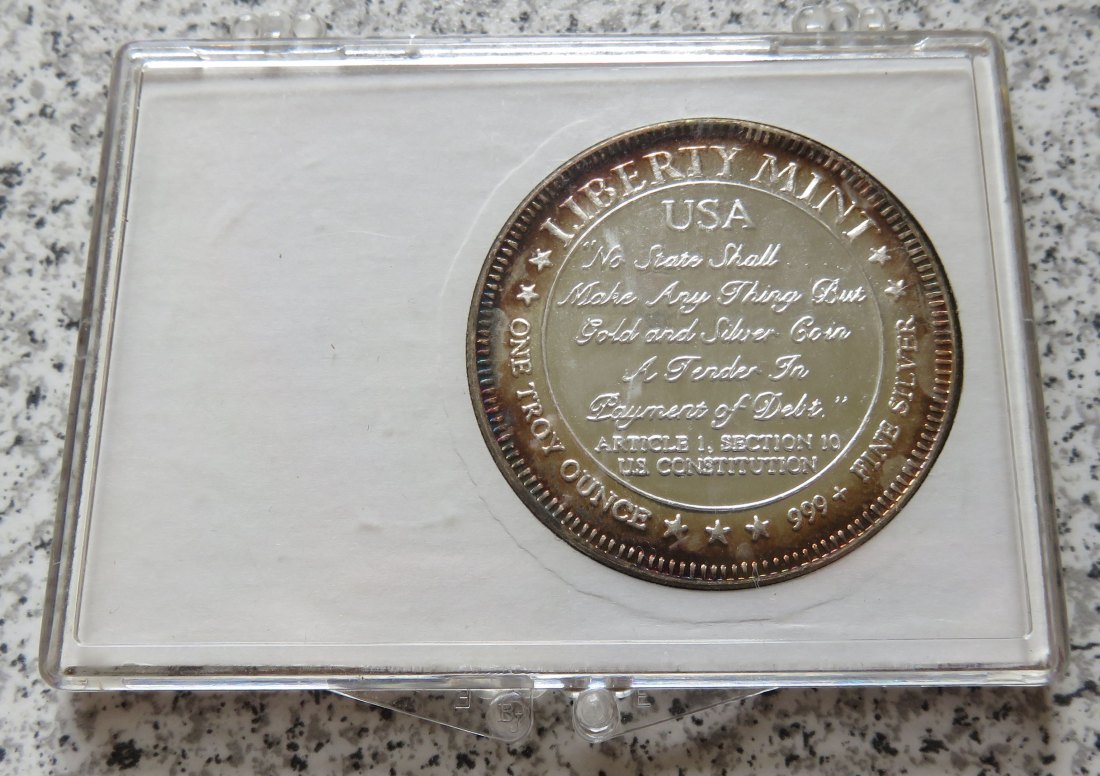 LIBERTY MINT
USA
"No State Shall
Make Any Thing But
Gold and Silver Coin
A Tender In
Payment of Debt."
ARTICLE 1, SECTION 10
U.S. CONSTITUTION
ONE TROY OUNCE
999+ FINE SILVER